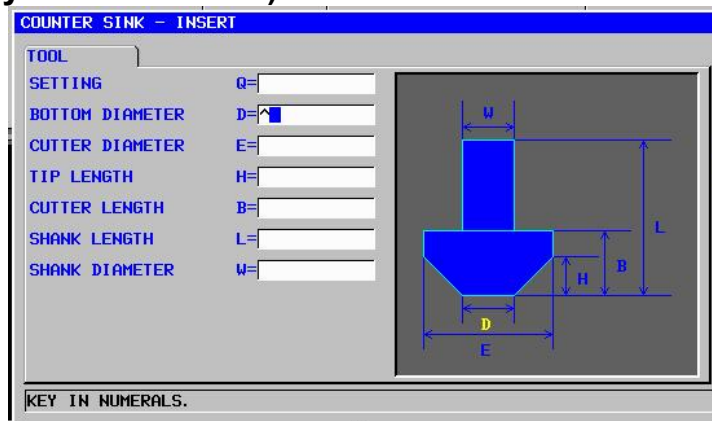 COUNTER SINK - INSERT
TOOL
SETTING Q=
BOTTOM DIAMETER D=^
CUTTER DIAMETER E=
TIP LENGTH H=
CUTTER LENGTH B=
SHANK LENGTH L=
SHANK DIAMETER W=
W
L
B
H
D
E
KEY IN NUMERALS.